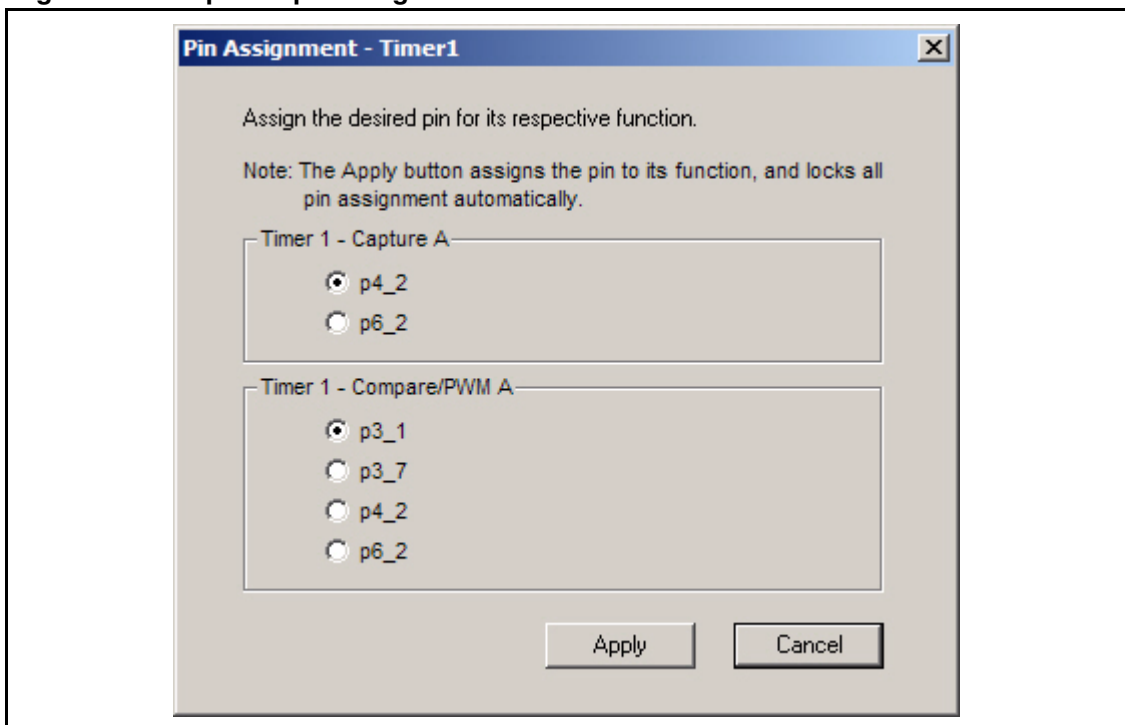 Pin Assignment - Timer1
Assign the desired pin for its respective function.
Note: The Apply button assigns the pin to its function, and locks all
pin assignment automatically.
Timer 1 - Capture A
p4_2
p6_2
Timer 1 - Compare/PWM A
p3_1
p3_7
p4_2
p6_2
Apply
Cancel